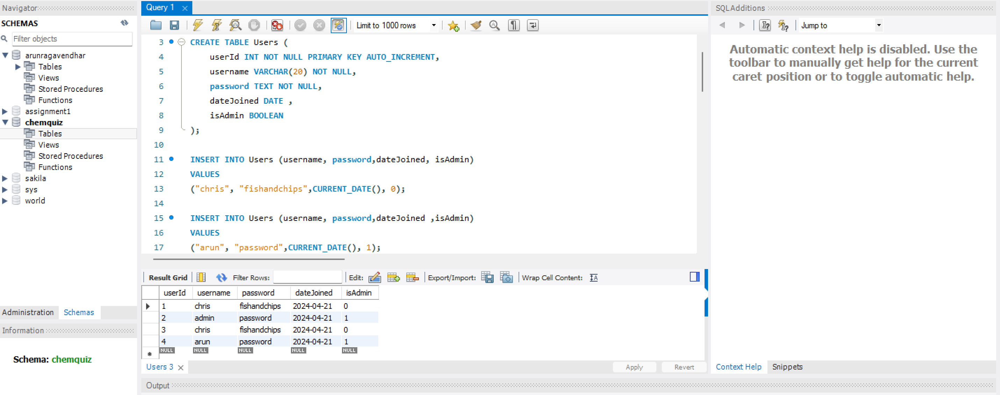 Navigator
SCHEMAS
Filter objects
arunragavendhar
Tables
Views
Stored Procedures
Functions
assignment1
chemquiz
Tables
Views
Stored Procedures
Functions
sakila
sys
world
Administration Schemas
Information
Schema: chemquiz
Query 1
Limit to 1000 rows
3 CREATE TABLE Users (
4 userId INT NOT NULL PRIMARY KEY AUTO_INCREMENT,
5 username VARCHAR(20) NOT NULL,
6 password TEXT NOT NULL,
7 dateJoined DATE ,
8 isAdmin BOOLEAN
9 );
10
11 INSERT INTO Users (username, password,dateJoined, isAdmin)
12 VALUES
13 ("chris", "fishandchips",CURRENT_DATE(), 0);
14
15 INSERT INTO Users (username, password,dateJoined ,isAdmin)
16 VALUES
17 ("arun", "password",CURRENT_DATE(), 1);
Result Grid Filter Rows: Edit: Export/Import: Wrap Cell Content:
userId username password dateJoined isAdmin
1 chris fishandchips 2024-04-21 0
2 admin password 2024-04-21 1
3 chris fishandchips 2024-04-21 0
4 arun password 2024-04-21 1
NULL NULL NULL NULL NULL
Users 3 Apply Revert
Output
SQLAdditions
Jump to
Automatic context help is disabled. Use the
toolbar to manually get help for the current
caret position or to toggle automatic help.
Context Help Snippets